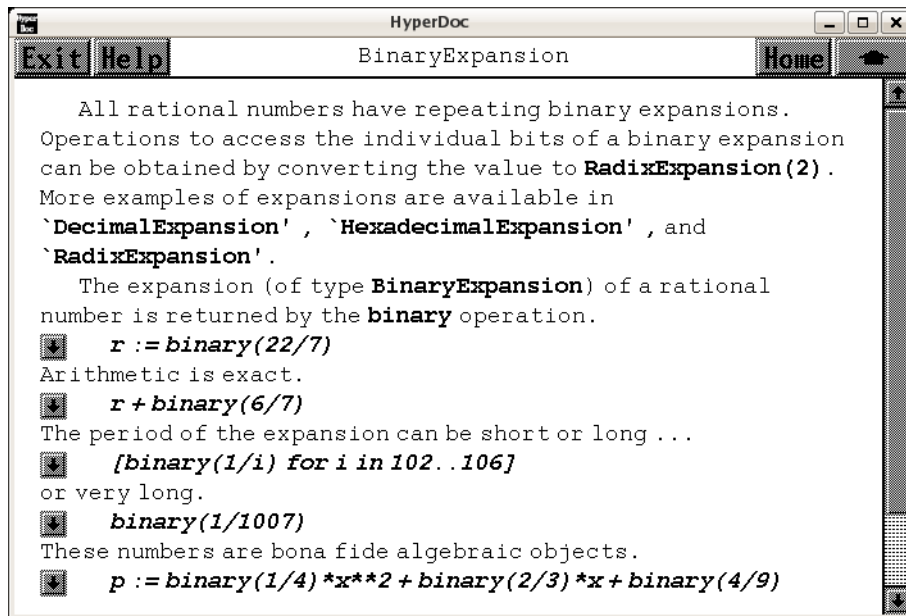 Hyper Doc
HyperDoc
Exit Help BinaryExpansion Home
All rational numbers have repeating binary expansions.
Operations to access the individual bits of a binary expansion
can be obtained by converting the value to RadixExpansion(2).
More examples of expansions are available in
`DecimalExpansion' , `HexadecimalExpansion' , and
`RadixExpansion'.
The expansion (of type BinaryExpansion) of a rational
number is returned by the binary operation.
r := binary(22/7)
Arithmetic is exact.
r + binary(6/7)
The period of the expansion can be short or long ...
[binary(1/i) for i in 102..106]
or very long.
binary(1/1007)
These numbers are bona fide algebraic objects.
p := binary(1/4)*x**2 + binary(2/3)*x + binary(4/9)